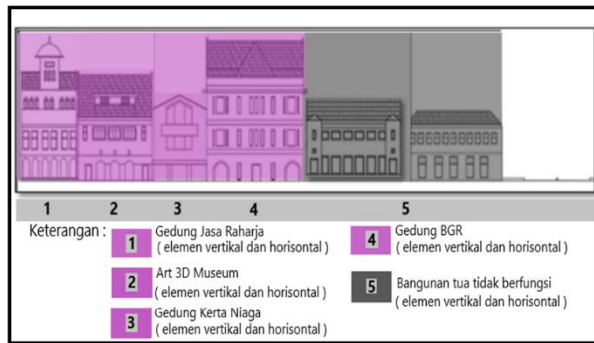 1 2 3 4 5
Keterangan :
1 Gedung Jasa Raharja
( elemen vertikal dan horisontal )
2 Art 3D Museum
( elemen vertikal dan horisontal )
3 Gedung Kerta Niaga
( elemen vertikal dan horisontal )
4 Gedung BGR
( elemen vertikal dan horisontal )
5 Bangunan tua tidak berfungsi
( elemen vertikal dan horisontal )